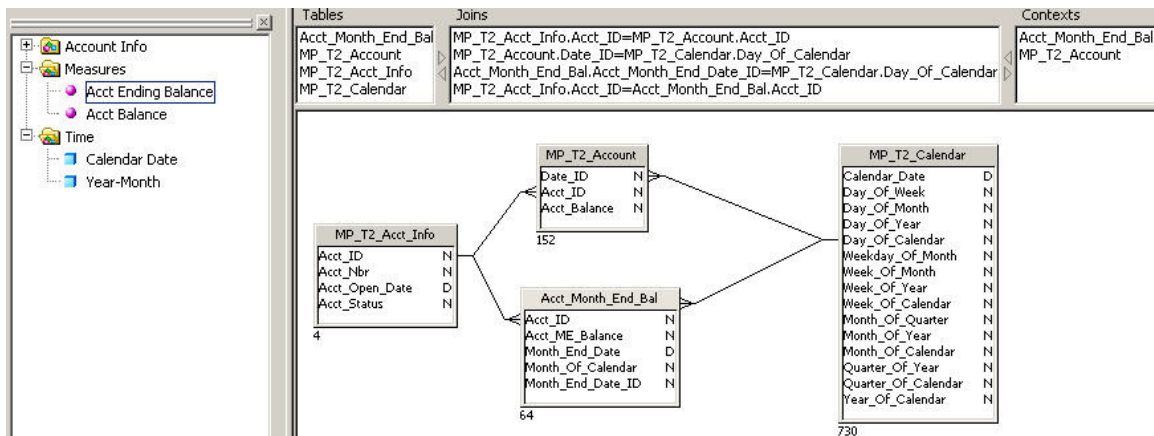 Account Info
Measures
Acct Ending Balance
Acct Balance
Time
Calendar Date
Year-Month
Tables
Acct_Month_End_Bal
MP_T2_Account
MP_T2_Acct_Info
MP_T2_Calendar
Joins
MP_T2_Acct_Info.Acct_ID=MP_T2_Account.Acct_ID
MP_T2_Account.Date_ID=MP_T2_Calendar.Day_Of_Calendar
Acct_Month_End_Bal.Acct_Month_End_Date_ID=MP_T2_Calendar.Day_Of_Calendar
MP_T2_Acct_Info.Acct_ID=Acct_Month_End_Bal.Acct_ID
Contexts
Acct_Month_End_Bal
MP_T2_Account
MP_T2_Acct_Info
Acct_ID N
Acct_Nbr N
Acct_Open_Date D
Acct_Status N
4
MP_T2_Account
Date_ID N
Acct_ID N
Acct_Balance N
152
Acct_Month_End_Bal
Acct_ID N
Acct_ME_Balance N
Month_End_Date D
Month_Of_Calendar N
Month_End_Date_ID N
64
MP_T2_Calendar
Calendar_Date D
Day_Of_Week N
Day_Of_Month N
Day_Of_Year N
Day_Of_Calendar N
Weekday_Of_Month N
Week_Of_Month N
Week_Of_Year N
Week_Of_Calendar N
Month_Of_Quarter N
Month_Of_Year N
Month_Of_Calendar N
Quarter_Of_Year N
Quarter_Of_Calendar N
Year_Of_Calendar N
730